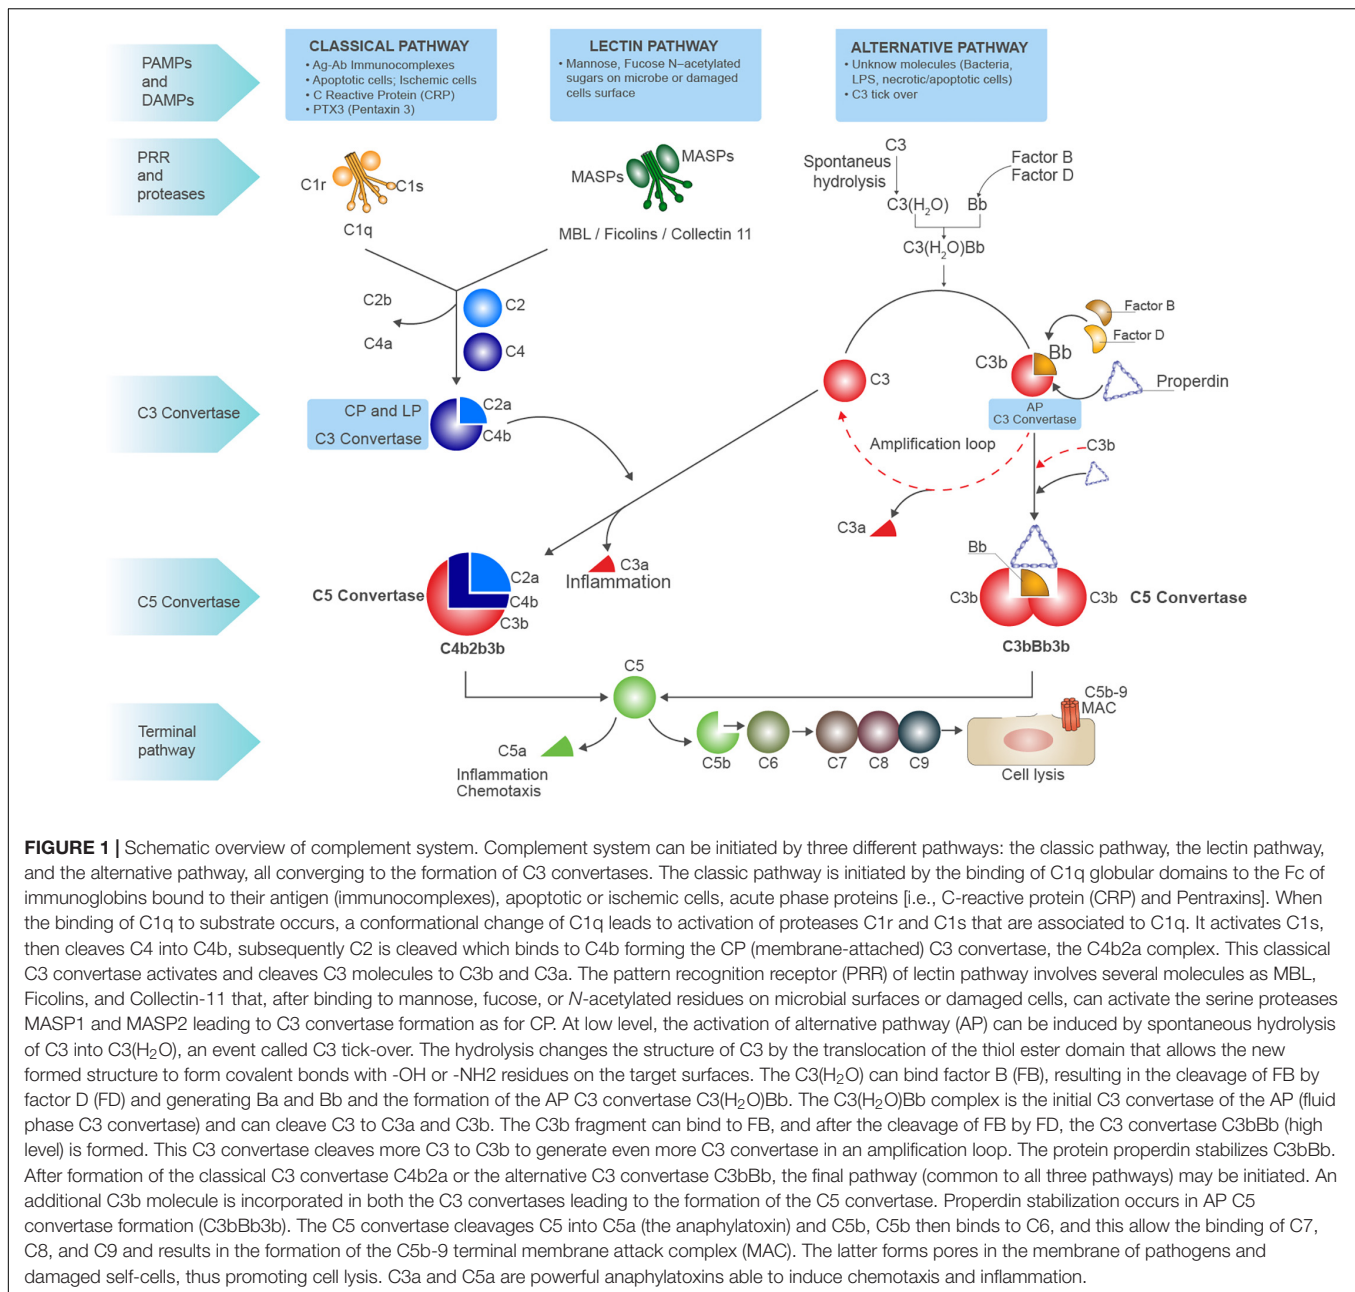 PAMPs
and
DAMPs
CLASSICAL PATHWAY
• Ag-Ab Immunocomplexes
• Apoptotic cells; Ischemic cells
• C Reactive Protein (CRP)
• PTX3 (Pentaxin 3)
LECTIN PATHWAY
• Mannose, Fucose N–acetylated
sugars on microbe or damaged
cells surface
ALTERNATIVE PATHWAY
• Unknow molecules (Bacteria,
LPS, necrotic/apoptotic cells)
• C3 tick over
PRR
and
proteases
C1r
C1s
C1q
MASPs
MASPs
MBL / Ficolins / Collectin 11
C3
Spontaneus
hydrolysis
Factor B
Factor D
C3(H2O)
Bb
C3(H2O)Bb
C2b
C4a
C2
C4
C3
C3b
Bb
Factor B
Factor D
Properdin
AP
C3 Convertase
C3 Convertase
CP and LP
C3 Convertase
C2a
C4b
Amplification loop
C3b
C3a
C3a
Inflammation
C5 Convertase
C5 Convertase
C2a
C4b
C3b
C4b2b3b
Bb
C3b
C3b
C5 Convertase
C3bBb3b
Terminal
pathway
C5
C5a
Inflammation
Chemotaxis
C5b
C6
C7
C8
C9
C5b-9
MAC
Cell lysis
FIGURE 1 | Schematic overview of complement system. Complement system can be initiated by three different pathways: the classic pathway, the lectin pathway,
and the alternative pathway, all converging to the formation of C3 convertases. The classic pathway is initiated by the binding of C1q globular domains to the Fc of
immunoglobins bound to their antigen (immunocomplexes), apoptotic or ischemic cells, acute phase proteins [i.e., C-reactive protein (CRP) and Pentraxins]. When
the binding of C1q to substrate occurs, a conformational change of C1q leads to activation of proteases C1r and C1s that are associated to C1q. It activates C1s,
then cleaves C4 into C4b, subsequently C2 is cleaved which binds to C4b forming the CP (membrane-attached) C3 convertase, the C4b2a complex. This classical
C3 convertase activates and cleaves C3 molecules to C3b and C3a. The pattern recognition receptor (PRR) of lectin pathway involves several molecules as MBL,
Ficolins, and Collectin-11 that, after binding to mannose, fucose, or N-acetylated residues on microbial surfaces or damaged cells, can activate the serine proteases
MASP1 and MASP2 leading to C3 convertase formation as for CP. At low level, the activation of alternative pathway (AP) can be induced by spontaneous hydrolysis
of C3 into C3(H2O), an event called C3 tick-over. The hydrolysis changes the structure of C3 by the translocation of the thiol ester domain that allows the new
formed structure to form covalent bonds with -OH or -NH2 residues on the target surfaces. The C3(H2O) can bind factor B (FB), resulting in the cleavage of FB by
factor D (FD) and generating Ba and Bb and the formation of the AP C3 convertase C3(H2O)Bb. The C3(H2O)Bb complex is the initial C3 convertase of the AP (fluid
phase C3 convertase) and can cleave C3 to C3a and C3b. The C3b fragment can bind to FB, and after the cleavage of FB by FD, the C3 convertase C3bBb (high
level) is formed. This C3 convertase cleaves more C3 to C3b to generate even more C3 convertase in an amplification loop. The protein properdin stabilizes C3bBb.
After formation of the classical C3 convertase C4b2a or the alternative C3 convertase C3bBb, the final pathway (common to all three pathways) may be initiated. An
additional C3b molecule is incorporated in both the C3 convertases leading to the formation of the C5 convertase. Properdin stabilization occurs in AP C5
convertase formation (C3bBb3b). The C5 convertase cleavages C5 into C5a (the anaphylatoxin) and C5b, C5b then binds to C6, and this allow the binding of C7,
C8, and C9 and results in the formation of the C5b-9 terminal membrane attack complex (MAC). The latter forms pores in the membrane of pathogens and
damaged self-cells, thus promoting cell lysis. C3a and C5a are powerful anaphylatoxins able to induce chemotaxis and inflammation.